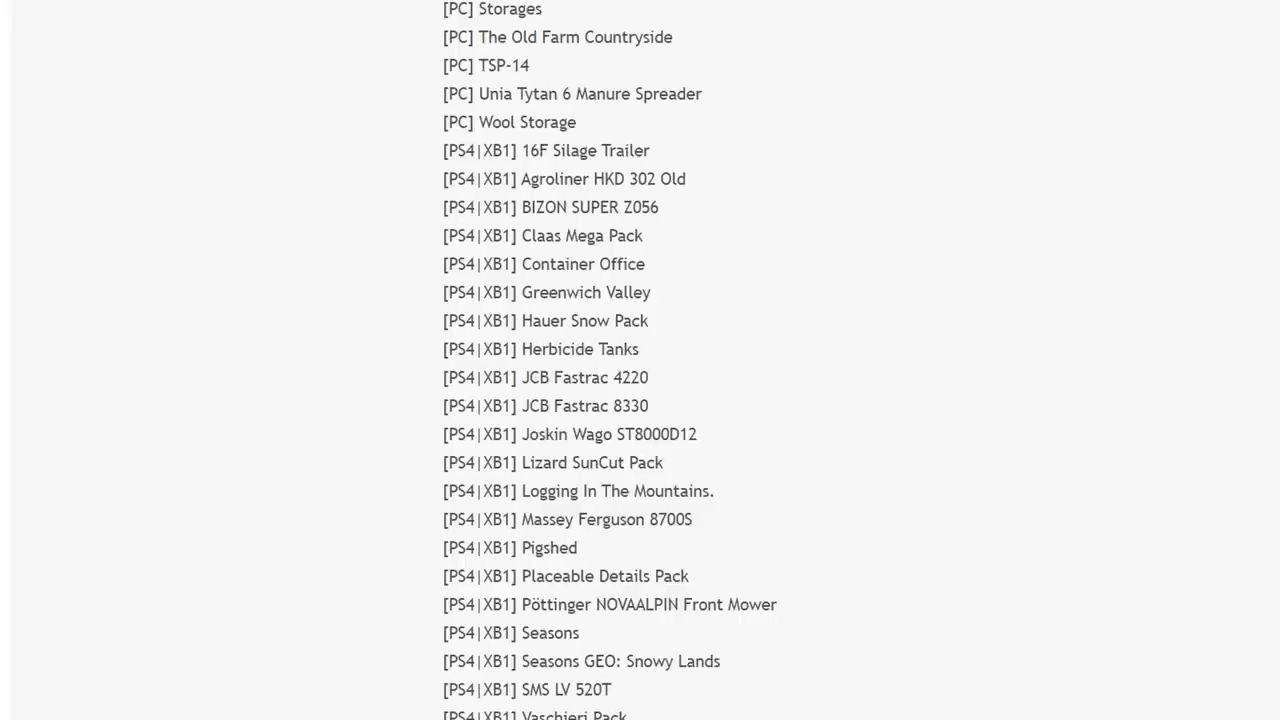 [PC] Storages
[PC] The Old Farm Countryside
[PC] TSP-14
[PC] Unia Tytan 6 Manure Spreader
[PC] Wool Storage
[PS4|XB1] 16F Silage Trailer
[PS4|XB1] Agroliner HKD 302 Old
[PS4|XB1] BIZON SUPER Z056
[PS4|XB1] Claas Mega Pack
[PS4|XB1] Container Office
[PS4|XB1] Greenwich Valley
[PS4|XB1] Hauer Snow Pack
[PS4|XB1] Herbicide Tanks
[PS4|XB1] JCB Fastrac 4220
[PS4|XB1] JCB Fastrac 8330
[PS4|XB1] Joskin Wago ST8000D12
[PS4|XB1] Lizard SunCut Pack
[PS4|XB1] Logging In The Mountains.
[PS4|XB1] Massey Ferguson 8700S
[PS4|XB1] Pigshed
[PS4|XB1] Placeable Details Pack
[PS4|XB1] Pöttinger NOVAALPIN Front Mower
[PS4|XB1] Seasons
[PS4|XB1] Seasons GEO: Snowy Lands
[PS4|XB1] SMS LV 520T
[PS4|XB1] Vaschieri Pack